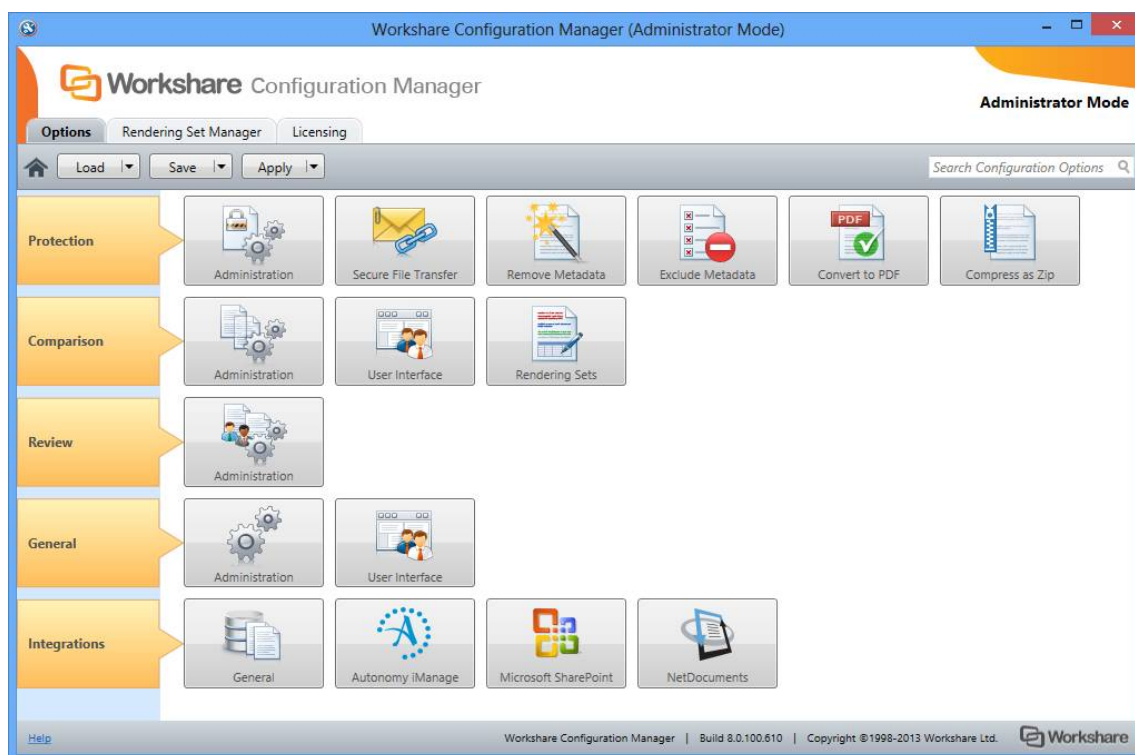 Workshare Configuration Manager (Administrator Mode)
Workshare Configuration Manager
Administrator Mode
Options Rendering Set Manager Licensing
Load Save Apply Search Configuration Options
Protection
Administration Secure File Transfer Remove Metadata Exclude Metadata PDF Convert to PDF Compress as Zip
Comparison
Administration User Interface Rendering Sets
Review
Administration
General
Administration User Interface
Integrations
General Autonomy iManage Microsoft SharePoint NetDocuments
Help Workshare Configuration Manager | Build 8.0.100.610 | Copyright ©1998-2013 Workshare Ltd. Workshare